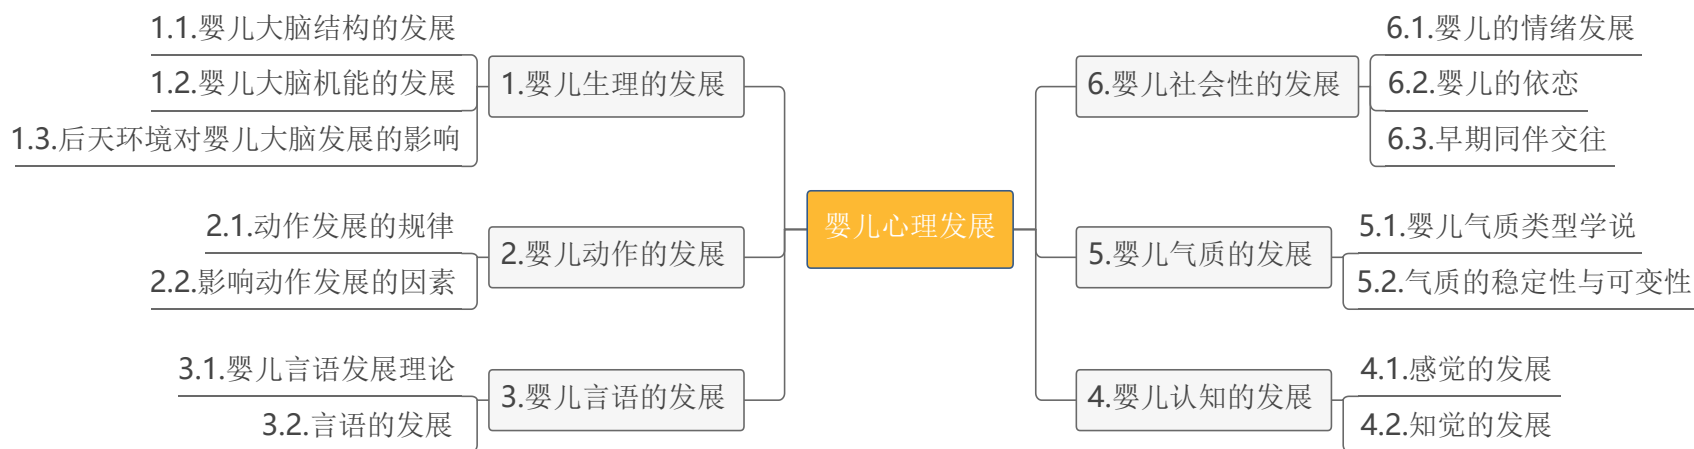 1.1.婴儿大脑结构的发展
1.2.婴儿大脑机能的发展
1.3.后天环境对婴儿大脑发展的影响
1.婴儿生理的发展
2.1.动作发展的规律
2.2.影响动作发展的因素
2.婴儿动作的发展
3.1.婴儿言语发展理论
3.2.言语的发展
3.婴儿言语的发展
婴儿心理发展
6.婴儿社会性的发展
6.1.婴儿的情绪发展
6.2.婴儿的依恋
6.3.早期同伴交往
5.婴儿气质的发展
5.1.婴儿气质类型学说
5.2.气质的稳定性与可变性
4.婴儿认知的发展
4.1.感觉的发展
4.2.知觉的发展